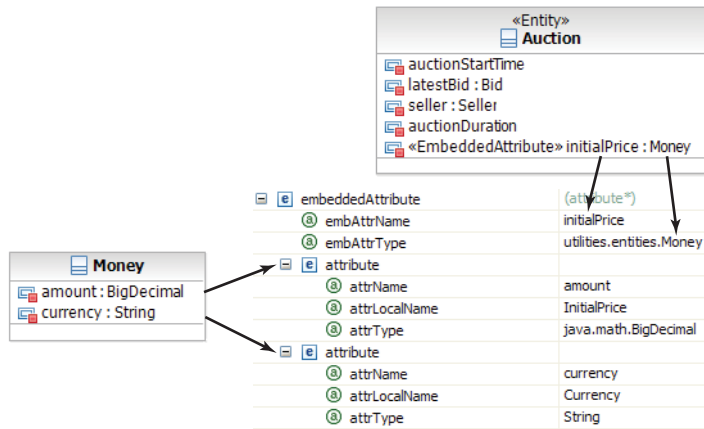 «Entity»
Auction
auctionStartTime
latestBid : Bid
seller : Seller
auctionDuration
«EmbeddedAttribute» initialPrice : Money
e embeddedAttribute (attribute*)
a embAttrName initialPrice
a embAttrType utilities.entities.Money
Money
amount : BigDecimal
currency : String
e attribute
a attrName amount
a attrLocalName InitialPrice
a attrType java.math.BigDecimal
e attribute
a attrName currency
a attrLocalName Currency
a attrType String